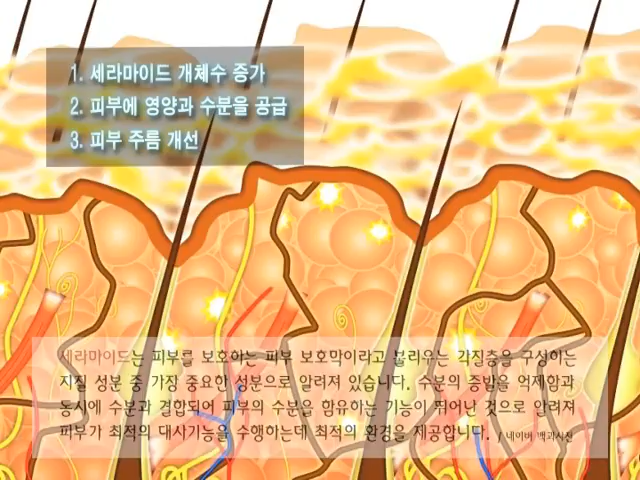 1. 세라마이드 개체수 증가
2. 피부에 영양과 수분을 공급
3. 피부 주름 개선
세라마이드는 피부를 보호하는 피부 보호막이라고 불리우는 각질층을 구성하는
지질 성분 중 가장 중요한 성분으로 알려져 있습니다. 수분의 증발을 억제함과
동시에 수분과 결합되어 피부의 수분을 함유하는 기능이 뛰어난 것으로 알려져
피부가 최적의 대사기능을 수행하는데 최적의 환경을 제공합니다. / 네이버 백과사전